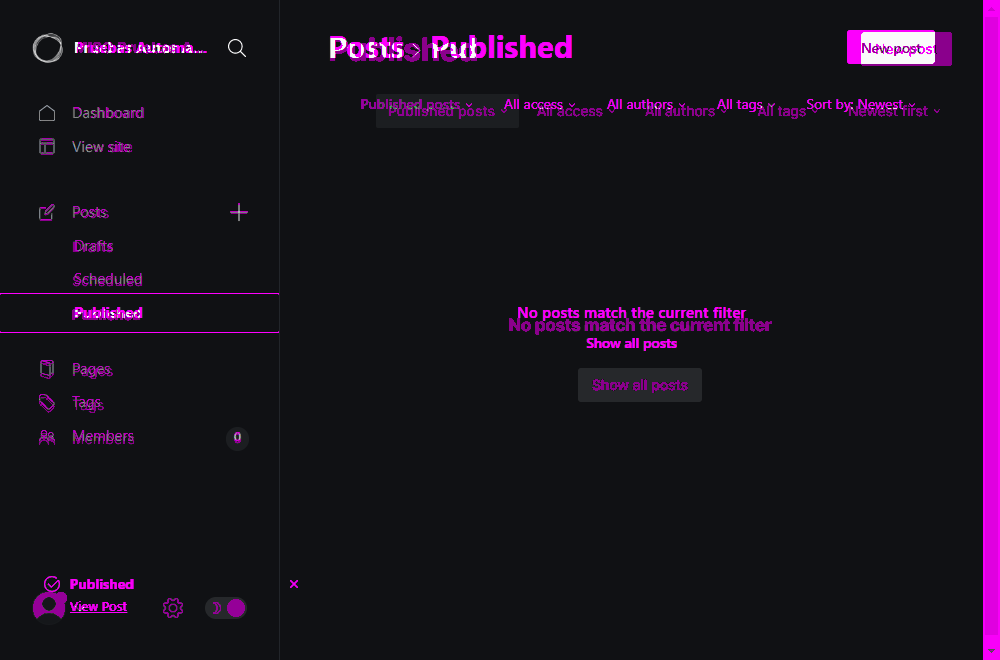 Pruebas Automa...
Dashboard
View site
Posts
Drafts
Scheduled
Published
Pages
Tags
Members
0
Published
View Post
Posts › Published
Published
New post
New post
Published posts All access All authors All tags Sort by: Newest
Published posts All access All authors All tags Newest first
No posts match the current filter
No posts match the current filter
Show all posts
Show all posts